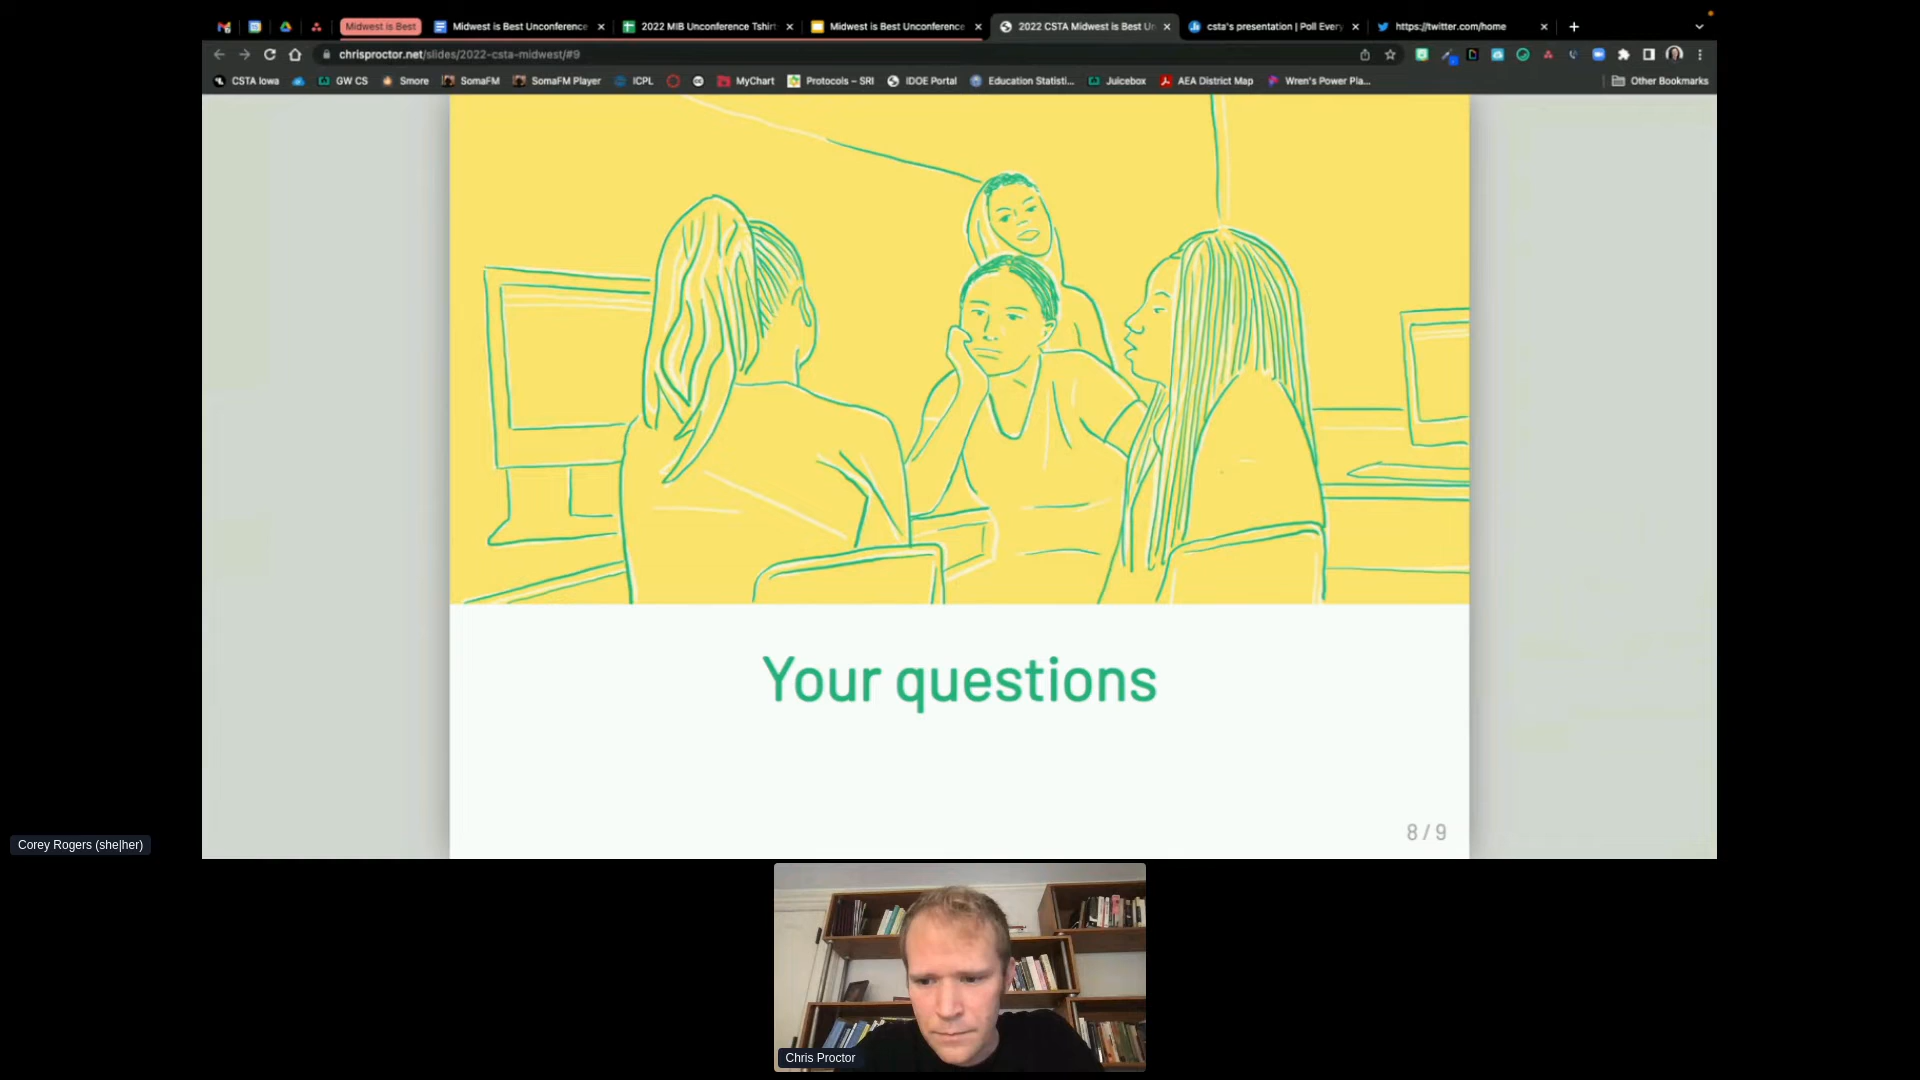 Midwest is Best
Midwest is Best Unconference
2022 MIB Unconference Tshirt
Midwest is Best Unconference
2022 CSTA Midwest is Best Un
csta's presentation | Poll Every
https://twitter.com/home
chrisproctor.net/slides/2022-csta-midwest/#9
CSTA Iowa
GW CS
Smore
SomaFM
SomaFM Player
ICPL
MyChart
Protocols – SRI
IDOE Portal
Education Statisti...
Juicebox
AEA District Map
Wren's Power Pla...
Other Bookmarks
Your questions
8 / 9
Corey Rogers (she|her)
Chris Proctor